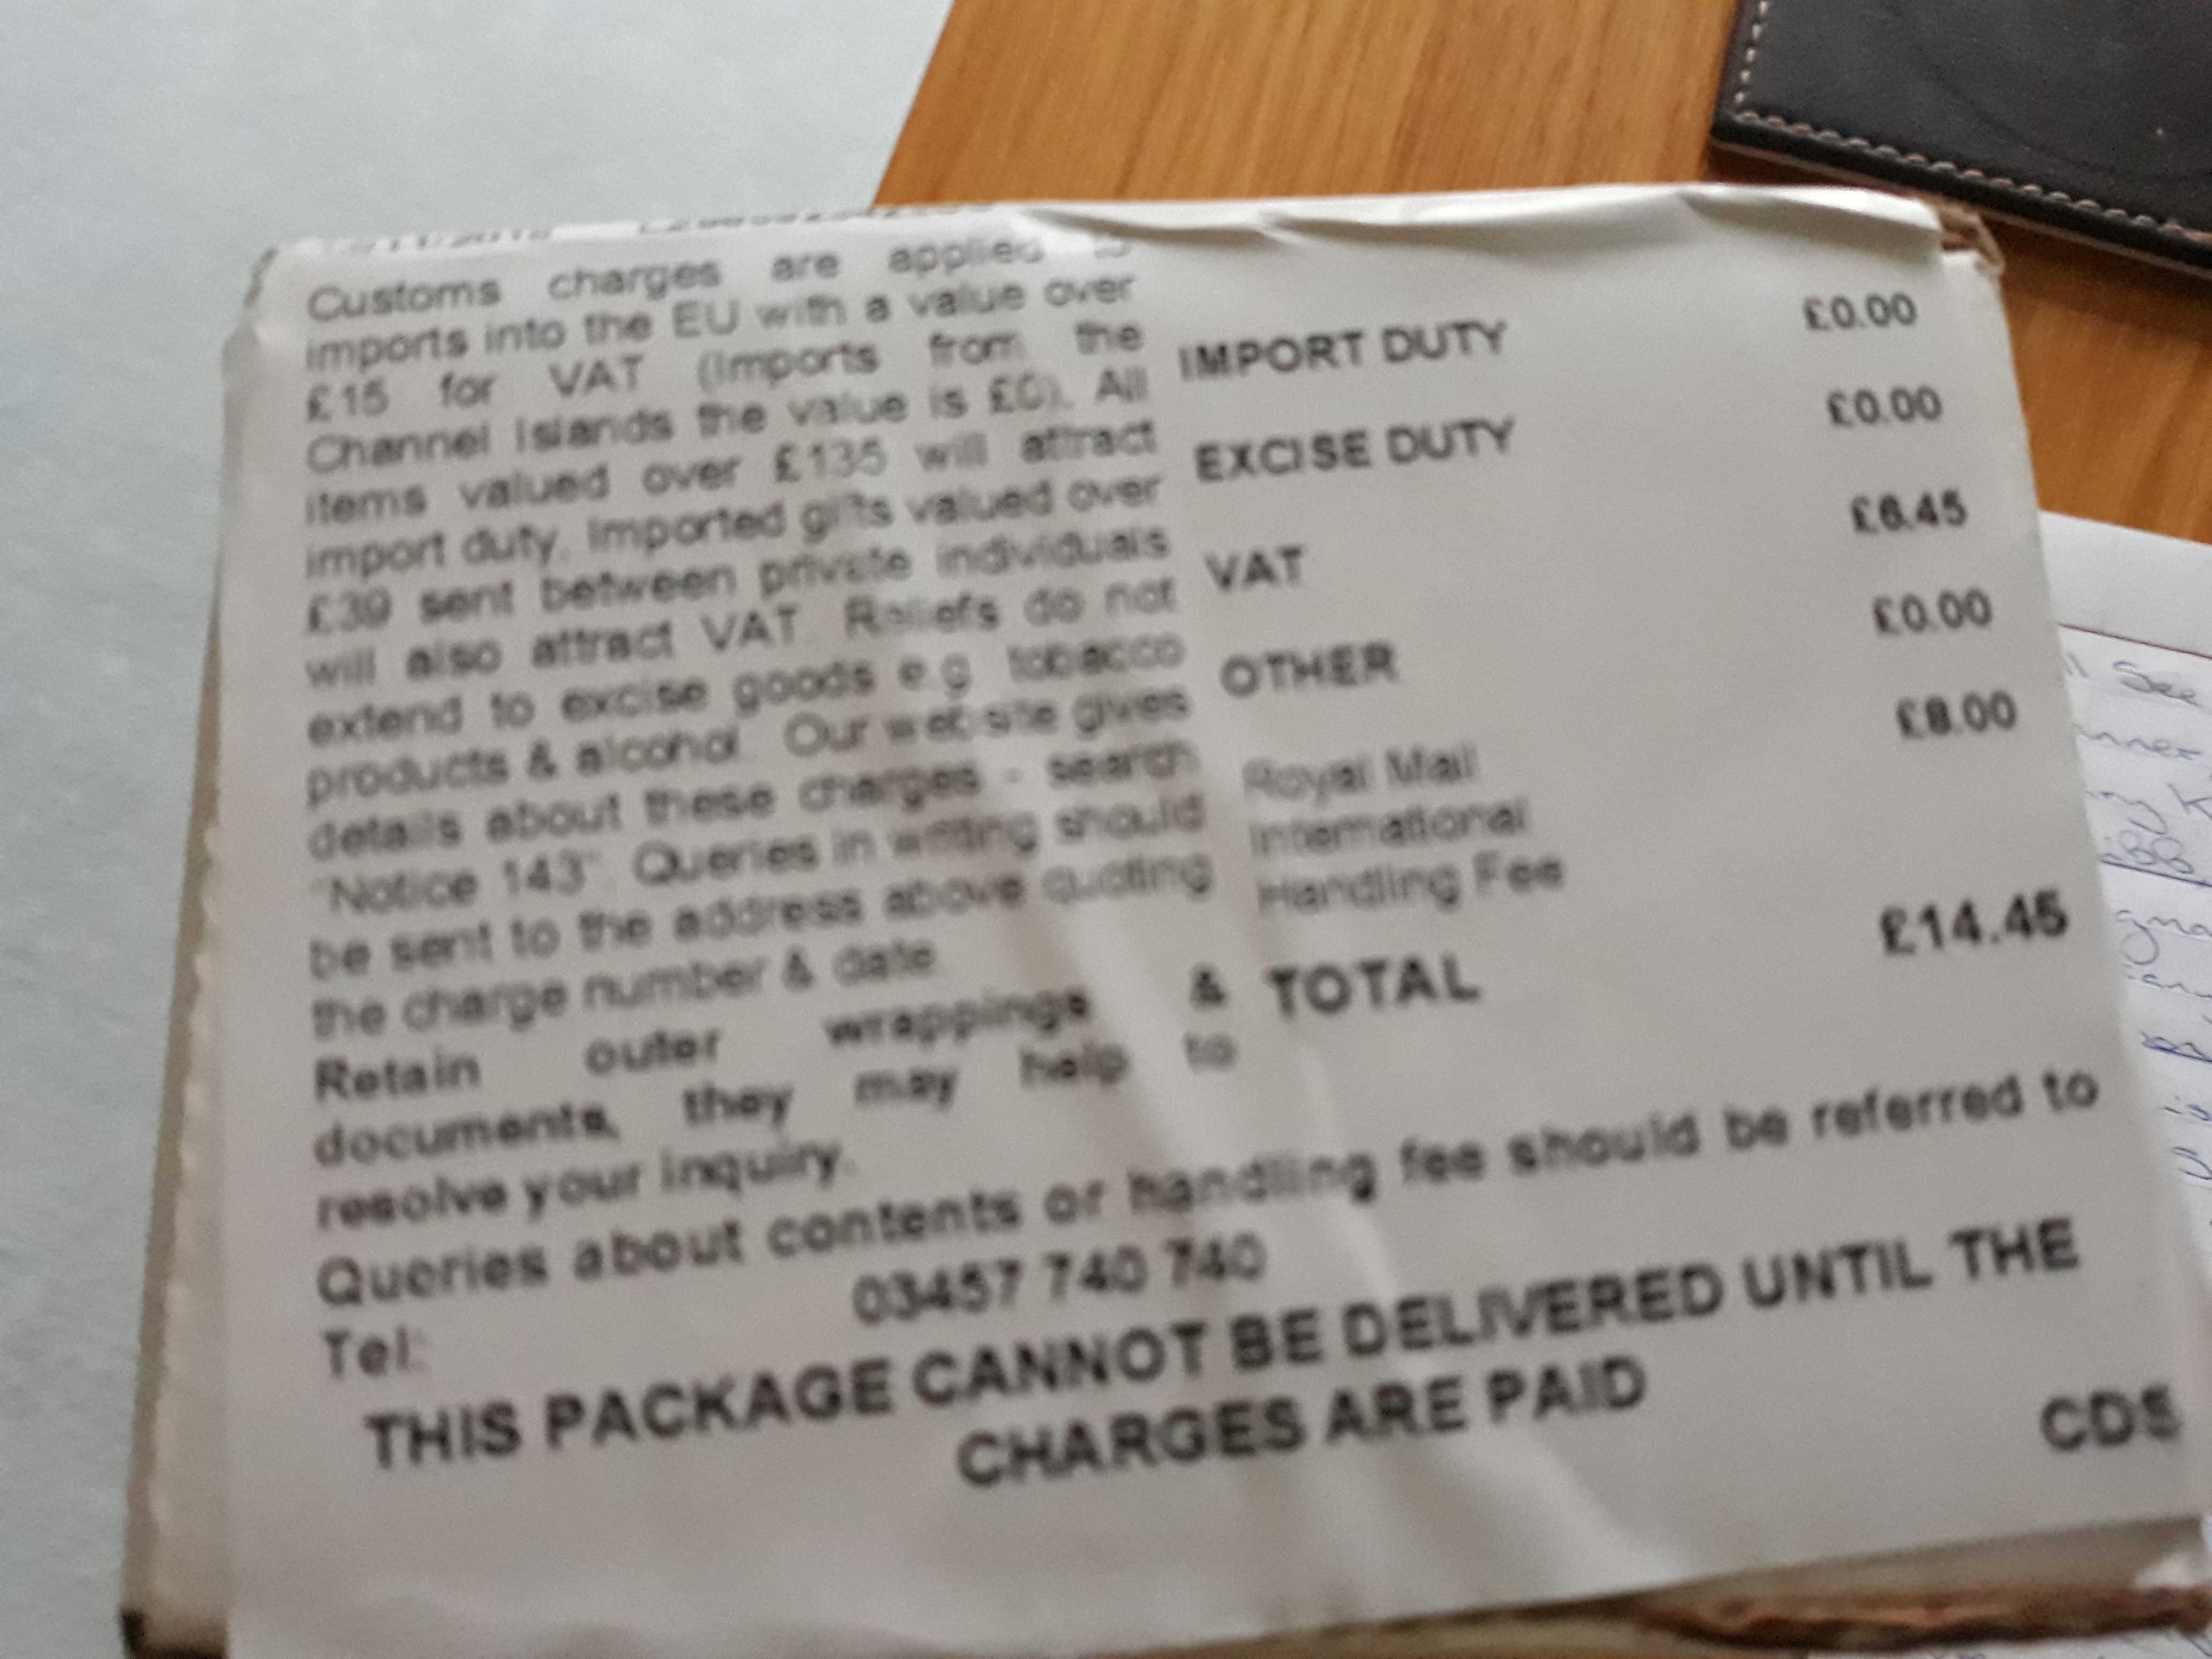 Customs charges are applied to
imports into the EU with a value over
£15 for VAT (Imports from the
Channel Islands the value is £0). All
items valued over £135 will attract
import duty. Imported gifts valued over
£39 sent between private individuals
will also attract VAT. Reliefs do not
extend to excise goods e.g. tobacco
products & alcohol. Our website gives
details about these charges - search
"Notice 143". Queries in writing should
be sent to the address above quoting
the charge number & date.
Retain outer wrappings &
documents, they may help to
resolve your inquiry.
IMPORT DUTY £0.00
EXCISE DUTY £0.00
VAT £6.45
OTHER £0.00
Royal Mail £8.00
International
Handling Fee
TOTAL £14.45
Queries about contents or handling fee should be referred to
Tel: 03457 740 740
THIS PACKAGE CANNOT BE DELIVERED UNTIL THE
CHARGES ARE PAID
CDS
See